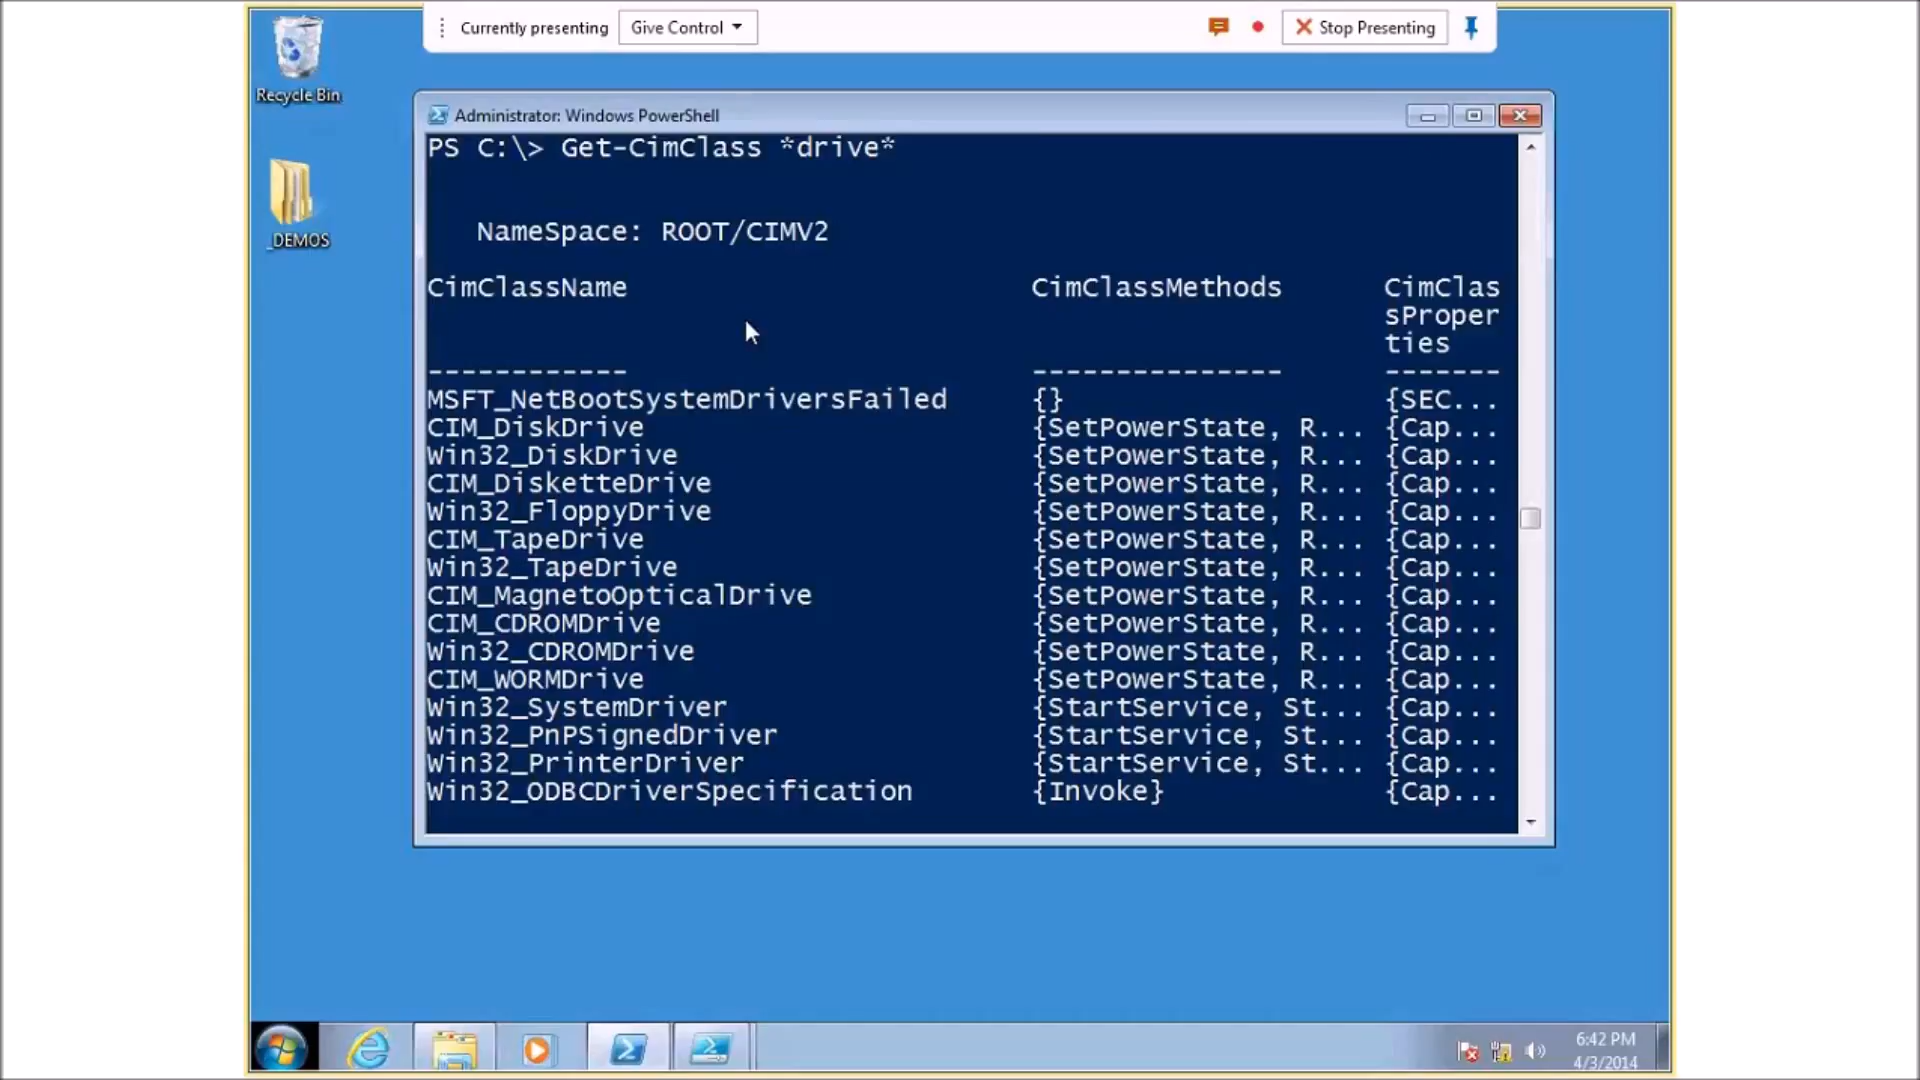 Currently presenting Give Control Stop Presenting
Recycle Bin
_DEMOS
Administrator: Windows PowerShell
PS C:\> Get-CimClass *drive*
NameSpace: ROOT/CIMV2
CimClassName CimClassMethods CimClas
sProper
ties
------------ --------------- -------
MSFT_NetBootSystemDriversFailed {} {SEC...
CIM_DiskDrive {SetPowerState, R... {Cap...
Win32_DiskDrive {SetPowerState, R... {Cap...
CIM_DisketteDrive {SetPowerState, R... {Cap...
Win32_FloppyDrive {SetPowerState, R... {Cap...
CIM_TapeDrive {SetPowerState, R... {Cap...
Win32_TapeDrive {SetPowerState, R... {Cap...
CIM_MagnetoOpticalDrive {SetPowerState, R... {Cap...
CIM_CDROMDrive {SetPowerState, R... {Cap...
Win32_CDROMDrive {SetPowerState, R... {Cap...
CIM_WORMDrive {SetPowerState, R... {Cap...
Win32_SystemDriver {StartService, St... {Cap...
Win32_PnPSignedDriver {StartService, St... {Cap...
Win32_PrinterDriver {StartService, St... {Cap...
Win32_ODBCDriverSpecification {Invoke} {Cap...
6:42 PM
4/3/2014